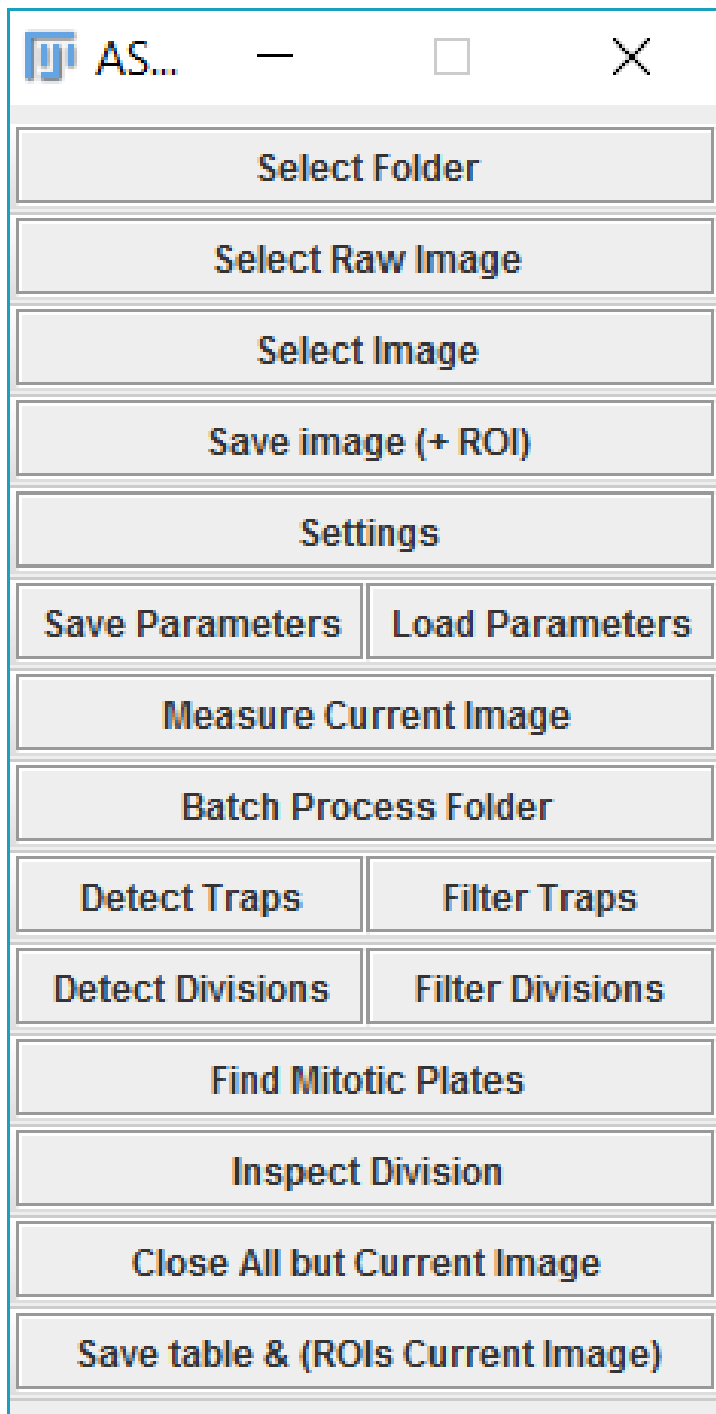 AS...
Select Folder
Select Raw Image
Select Image
Save image (+ ROI)
Settings
Save Parameters Load Parameters
Measure Current Image
Batch Process Folder
Detect Traps Filter Traps
Detect Divisions Filter Divisions
Find Mitotic Plates
Inspect Division
Close All but Current Image
Save table & (ROIs Current Image)